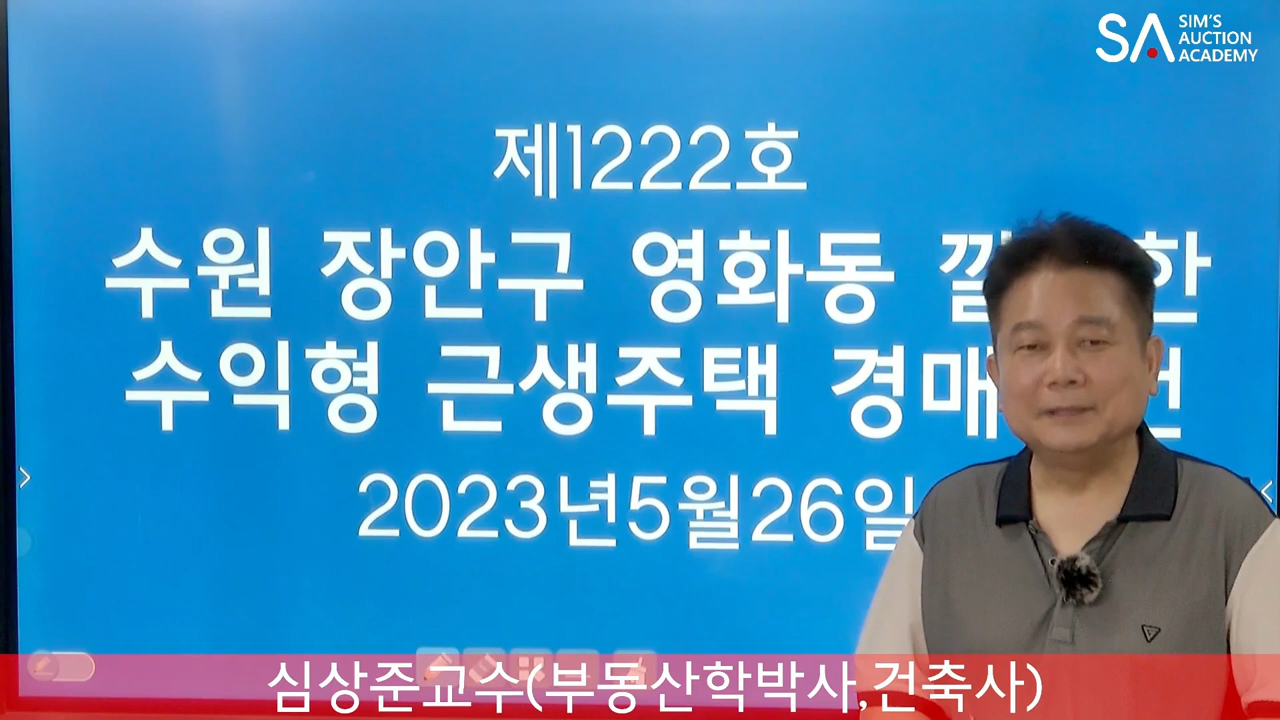 SA SIM'S
AUCTION
ACADEMY
제1222호
수원 장안구 영화동
수익형 근생주택 경매
2023년5월26일
심상준교수(부동산학박사,건축사)